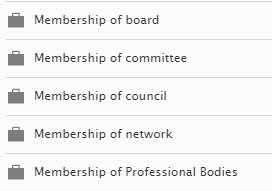 Membership of board
Membership of committee
Membership of council
Membership of network
Membership of Professional Bodies